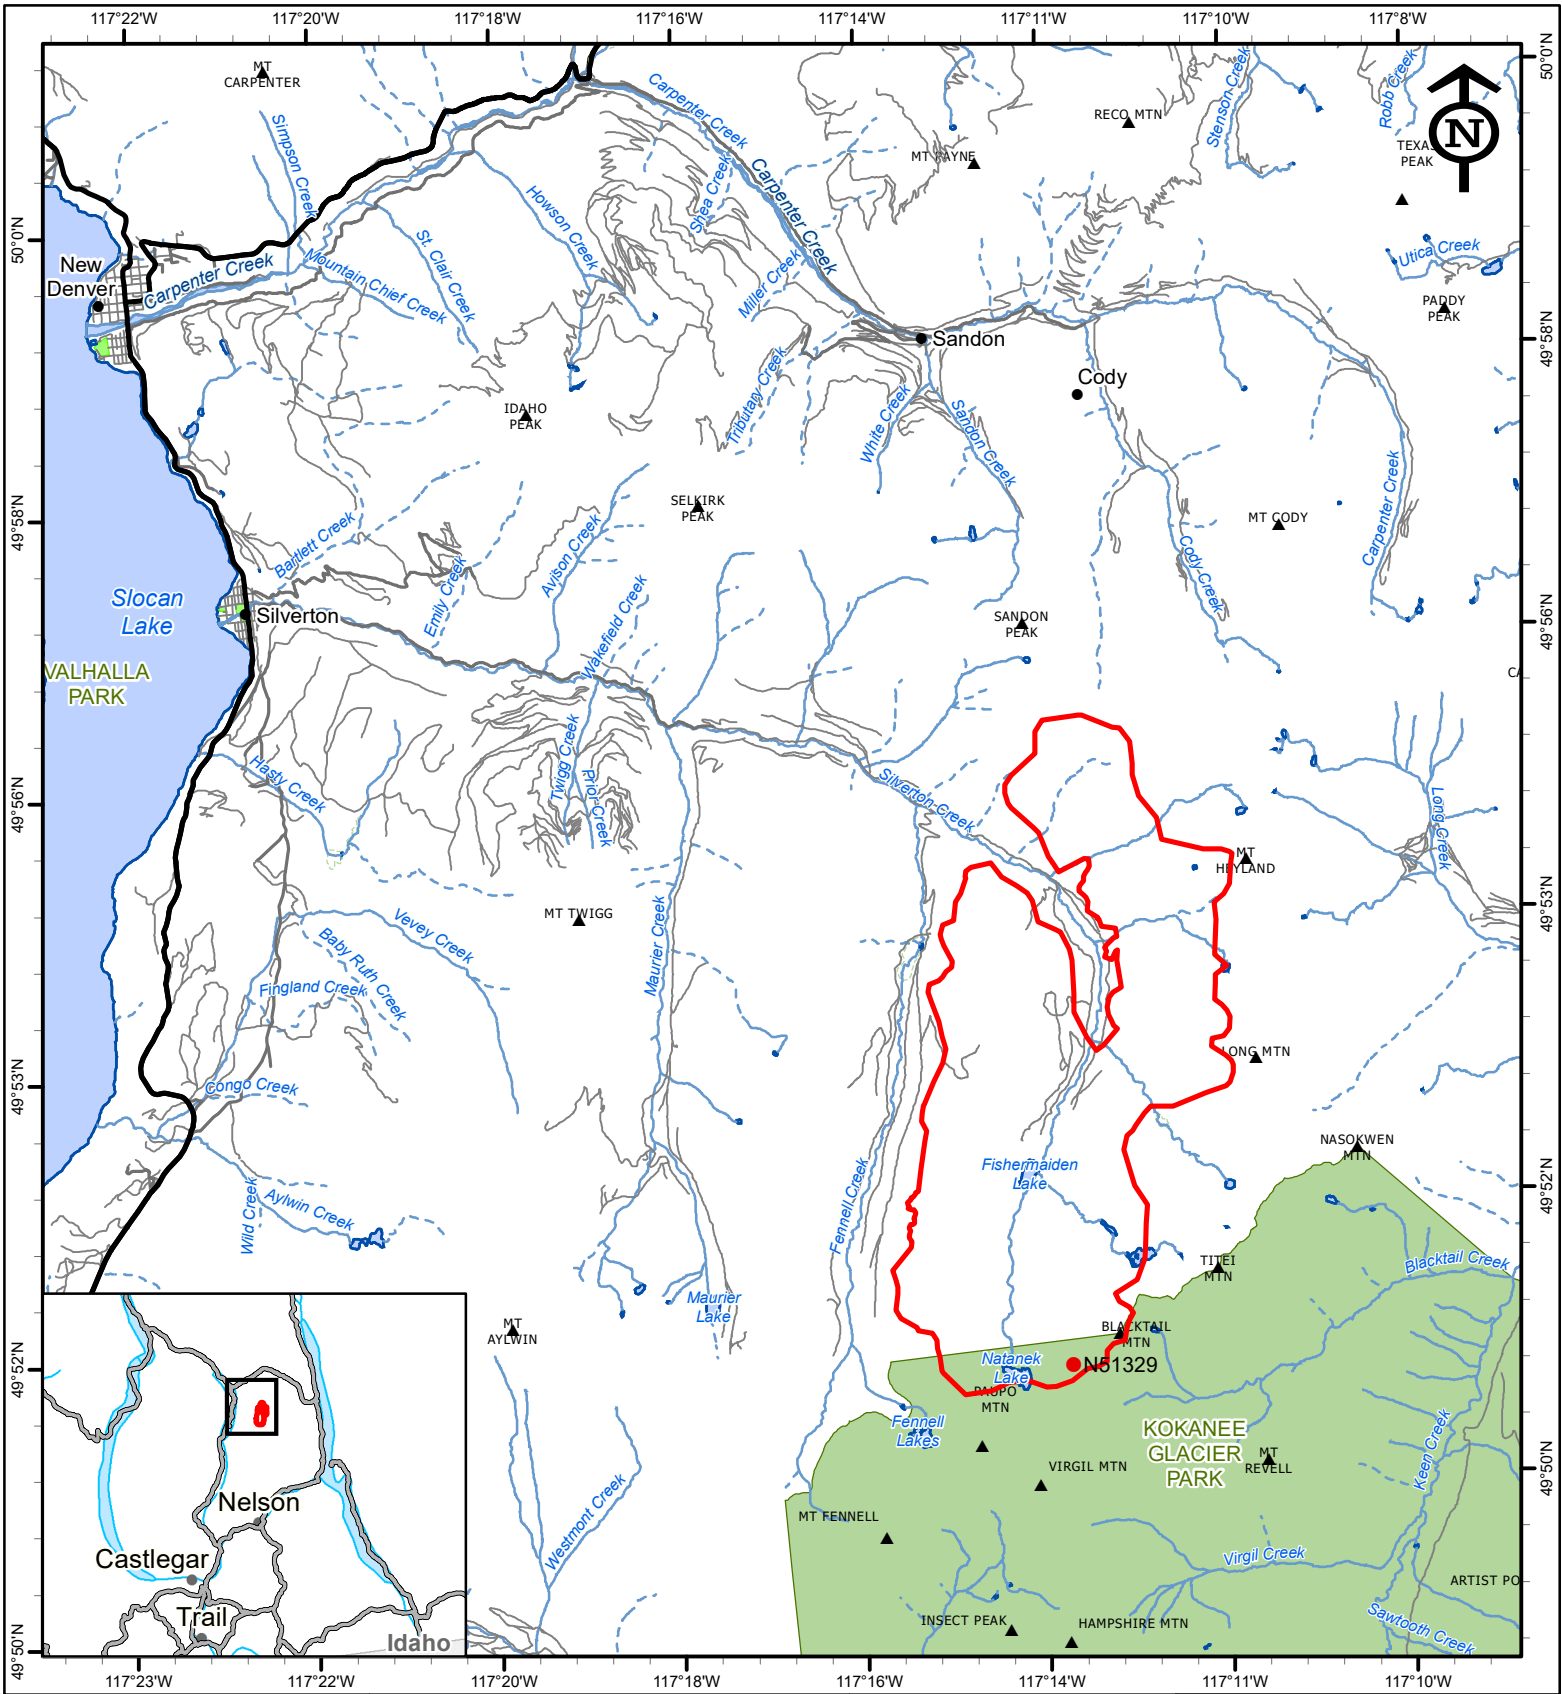 117°22'W
117°20'W
117°18'W
117°16'W
117°14'W
117°11'W
117°10'W
117°8'W
50°0'N
49°58'N
49°56'N
49°53'N
49°52'N
49°50'N
50°0'N
49°58'N
49°56'N
49°53'N
49°52'N
49°50'N
N
MT
CARPENTER
Simpson Creek
Carpenter Creek
Carpenter Creek
Shea Creek
Howson Creek
St. Clair Creek
Mountain Chief Creek
Carpenter Creek
Miller Creek
MT PAYNE
RECO MTN
Stenson Creek
Robb Creek
PEAK
Utica Creek
PADDY
PEAK
New
Denver
Sandon
Cody
Tributary Creek
White Creek
Sandon Creek
IDAHO
PEAK
SELKIRK
PEAK
MT CODY
Carpenter Creek
Cody Creek
Bartlett Creek
Emily Creek
Avison Creek
Wakefield Creek
Slocan
Lake
Silverton
SANDON
PEAK
VALHALLA
PARK
CA
Twigg Creek
Prior Creek
Hasty Creek
Silverton Creek
Long Creek
MT
HEYLAND
MT TWIGG
Vevey Creek
Baby Ruth Creek
Fingland Creek
Maurier Creek
LONG MTN
Congo Creek
NASOKWEN
MTN
Fishermaiden
Lake
Fennell Creek
Wild Creek
Aylwin Creek
TITEI
MTN
Blacktail Creek
Maurier
Lake
MT
AYLWIN
BLACKTAIL
MTN
N51329
Natanek
Lake
PAUPO
MTN
Fennell
Lakes
KOKANEE
GLACIER
PARK
MT
REVELL
Keen Creek
VIRGIL MTN
MT FENNELL
Westmont Creek
Virgil Creek
ARTIST PO
INSECT PEAK
HAMPSHIRE MTN
Sawtooth Creek
Nelson
Castlegar
Trail
Idaho
117°23'W
117°22'W
117°20'W
117°18'W
117°16'W
117°14'W
117°11'W
117°10'W